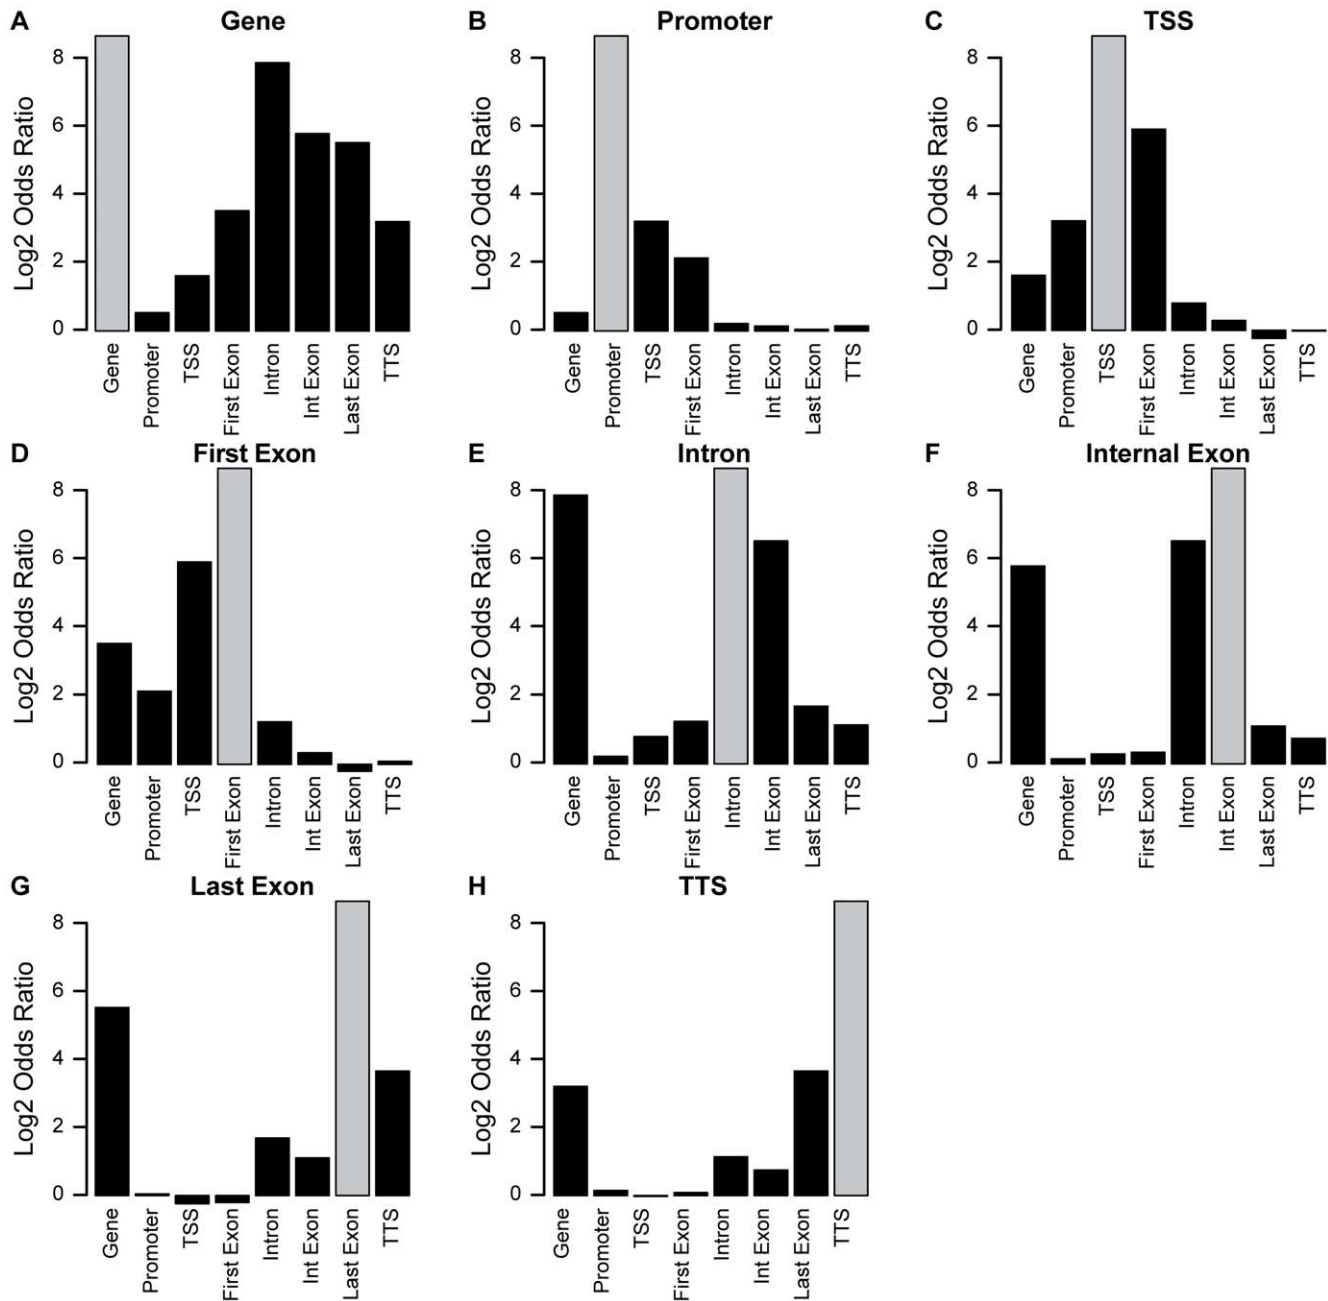 A Gene
8
6
4
2
0
Log2 Odds Ratio
Gene
Promoter
TSS
First Exon
Intron
Int Exon
Last Exon
TTS
B Promoter
8
6
4
2
0
Log2 Odds Ratio
Gene
Promoter
TSS
First Exon
Intron
Int Exon
Last Exon
TTS
C TSS
8
6
4
2
0
Log2 Odds Ratio
Gene
Promoter
TSS
First Exon
Intron
Int Exon
Last Exon
TTS
D First Exon
8
6
4
2
0
Log2 Odds Ratio
Gene
Promoter
TSS
First Exon
Intron
Int Exon
Last Exon
TTS
E Intron
8
6
4
2
0
Log2 Odds Ratio
Gene
Promoter
TSS
First Exon
Intron
Int Exon
Last Exon
TTS
F Internal Exon
8
6
4
2
0
Log2 Odds Ratio
Gene
Promoter
TSS
First Exon
Intron
Int Exon
Last Exon
TTS
G Last Exon
8
6
4
2
0
Log2 Odds Ratio
Gene
Promoter
TSS
First Exon
Intron
Int Exon
Last Exon
TTS
H TTS
8
6
4
2
0
Log2 Odds Ratio
Gene
Promoter
TSS
First Exon
Intron
Int Exon
Last Exon
TTS